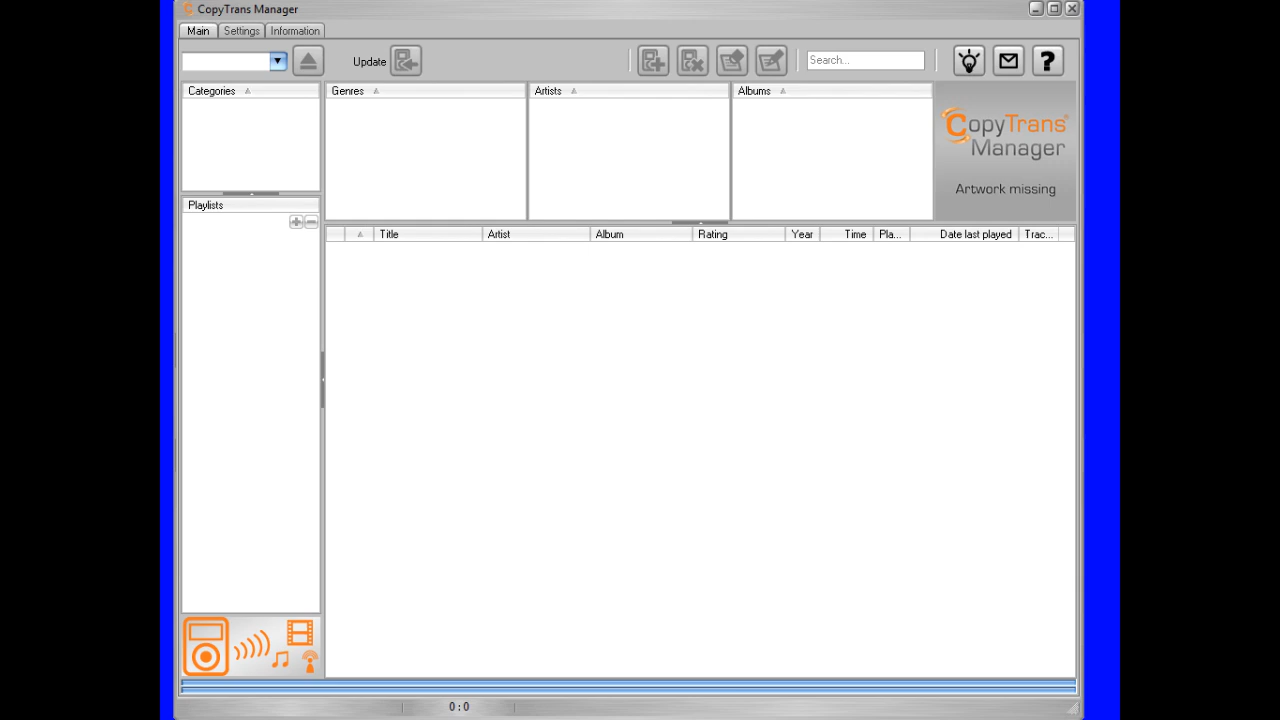 CopyTrans Manager
Main Settings Information
Update Search... ?
Categories Genres Artists Albums
CopyTrans®
Manager
Artwork missing
Playlists
Title Artist Album Rating Year Time Pla... Date last played Trac...
0 : 0